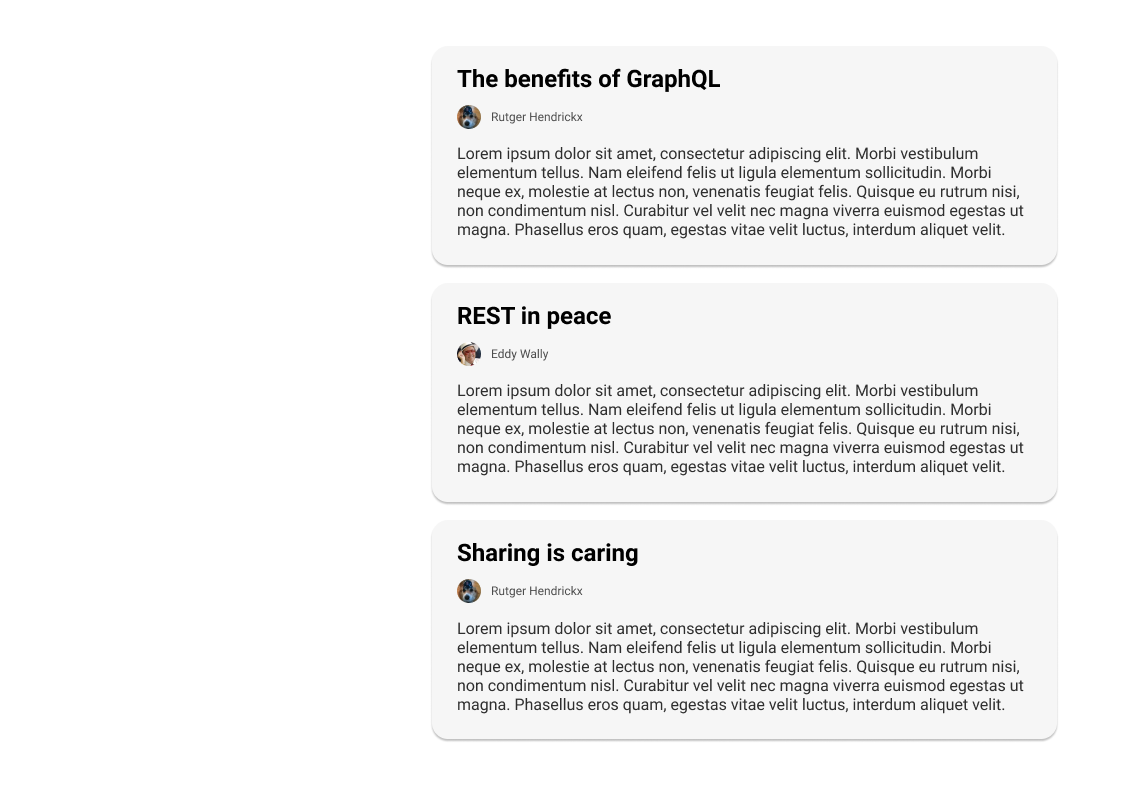 The benefits of GraphQL
Rutger Hendrickx
Lorem ipsum dolor sit amet, consectetur adipiscing elit. Morbi vestibulum
elementum tellus. Nam eleifend felis ut ligula elementum sollicitudin. Morbi
neque ex, molestie at lectus non, venenatis feugiat felis. Quisque eu rutrum nisi,
non condimentum nisl. Curabitur vel velit nec magna viverra euismod egestas ut
magna. Phasellus eros quam, egestas vitae velit luctus, interdum aliquet velit.
REST in peace
Eddy Wally
Lorem ipsum dolor sit amet, consectetur adipiscing elit. Morbi vestibulum
elementum tellus. Nam eleifend felis ut ligula elementum sollicitudin. Morbi
neque ex, molestie at lectus non, venenatis feugiat felis. Quisque eu rutrum nisi,
non condimentum nisl. Curabitur vel velit nec magna viverra euismod egestas ut
magna. Phasellus eros quam, egestas vitae velit luctus, interdum aliquet velit.
Sharing is caring
Rutger Hendrickx
Lorem ipsum dolor sit amet, consectetur adipiscing elit. Morbi vestibulum
elementum tellus. Nam eleifend felis ut ligula elementum sollicitudin. Morbi
neque ex, molestie at lectus non, venenatis feugiat felis. Quisque eu rutrum nisi,
non condimentum nisl. Curabitur vel velit nec magna viverra euismod egestas ut
magna. Phasellus eros quam, egestas vitae velit luctus, interdum aliquet velit.